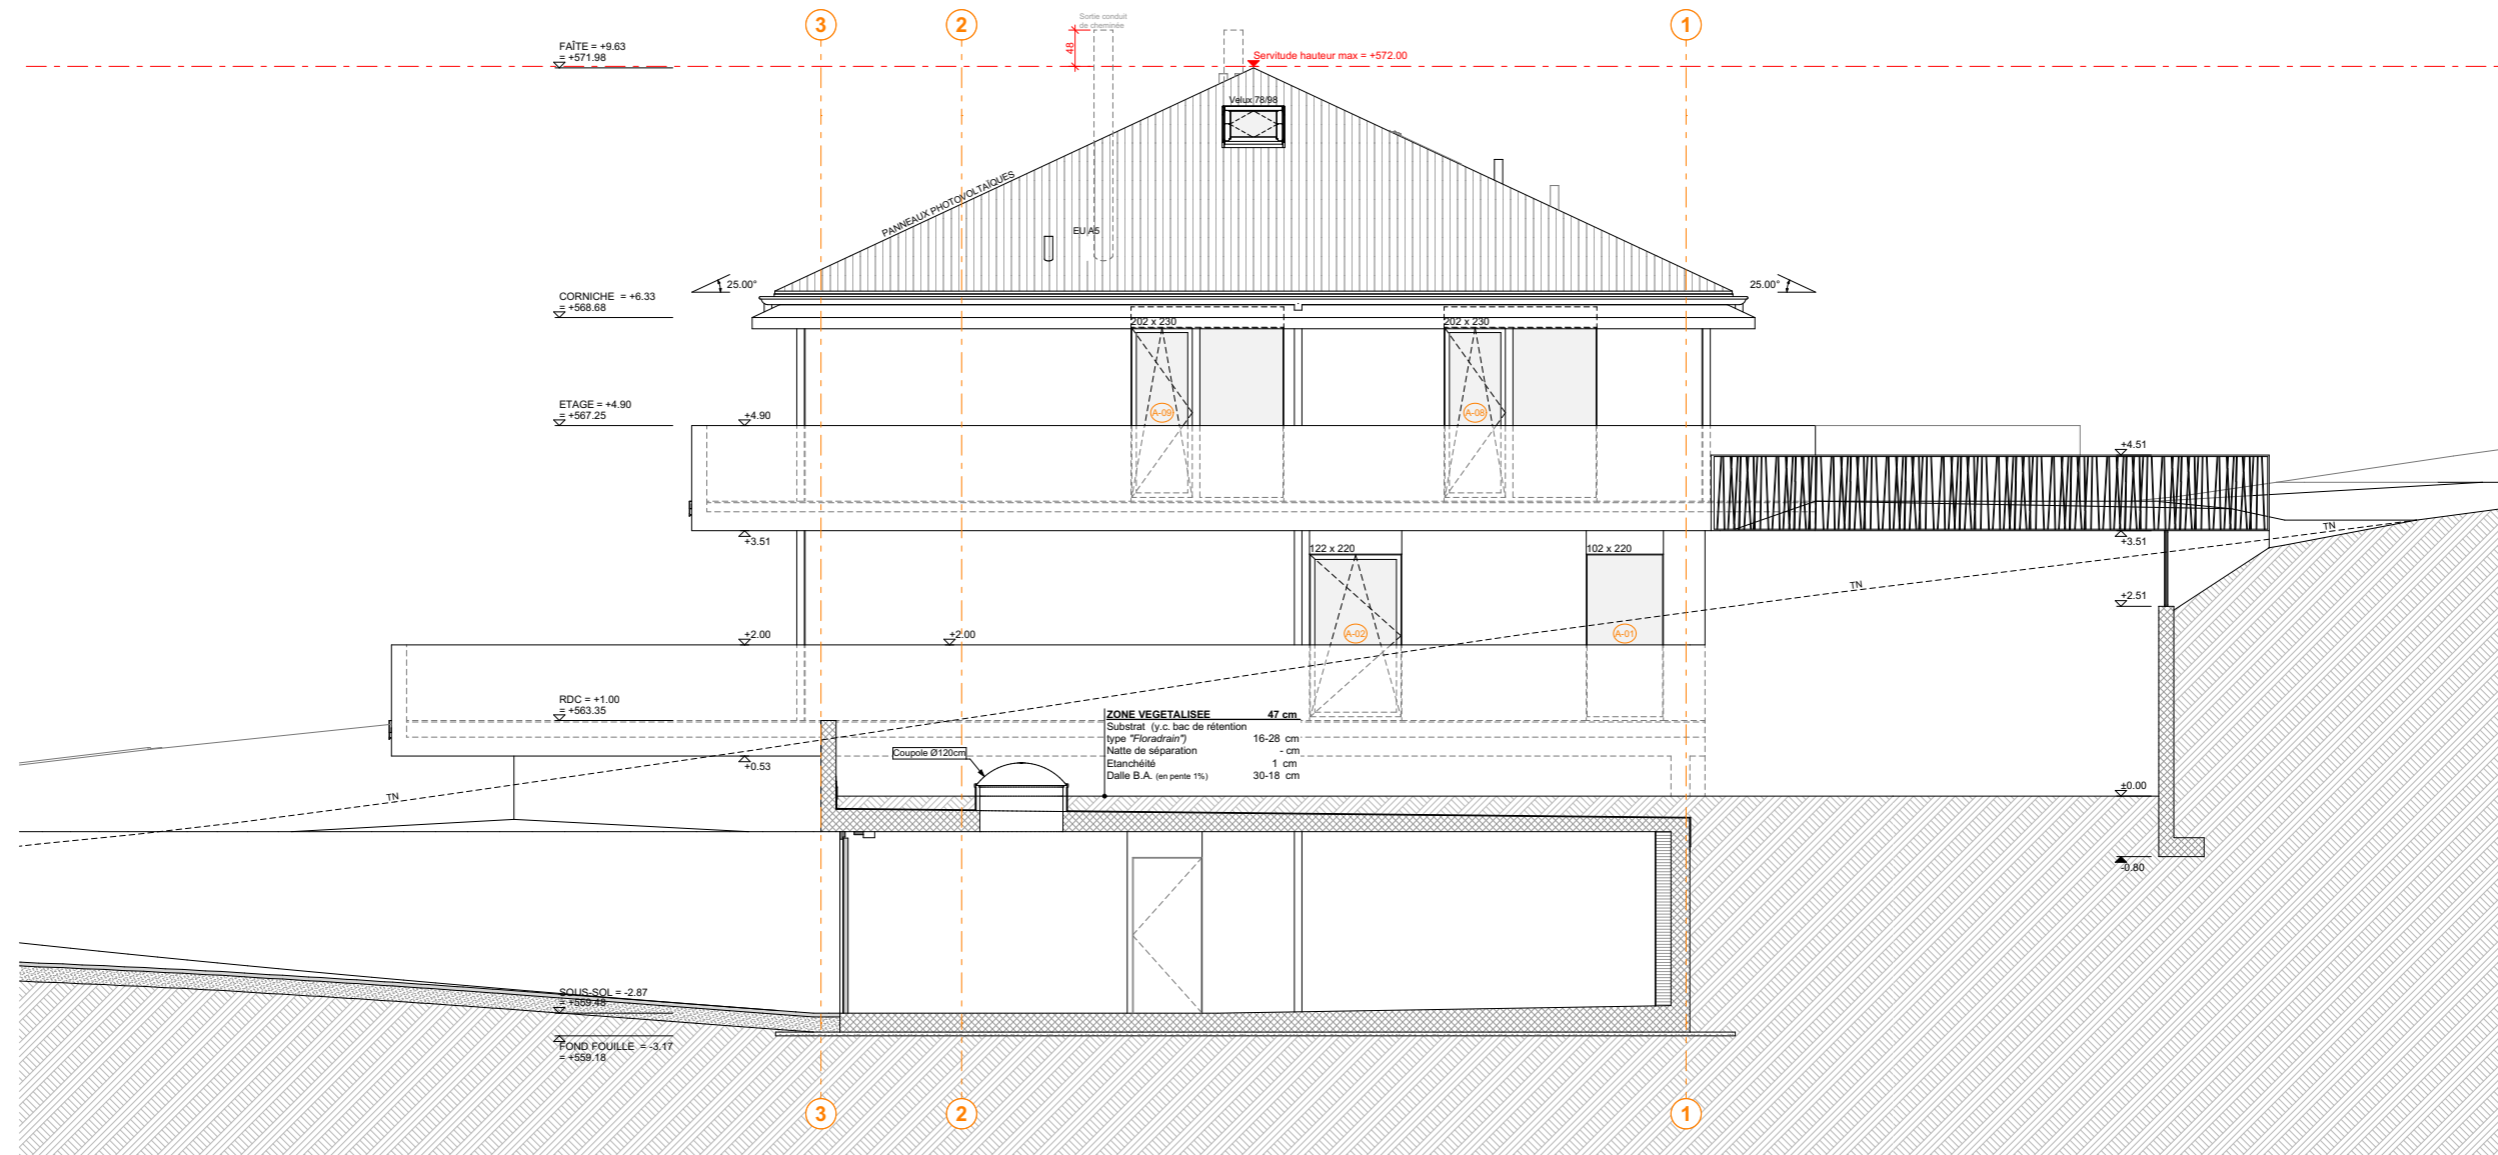 3
2
1
Sortie conduit
de cheminée
48
FAÎTE = +9.63
= +571.98
Servitude hauteur max = +572.00
Velux 78/98
PANNEAUX PHOTOVOLTAÏQUES
EU A5
25.00°
25.00°
CORNICHE = +6.33
= +568.68
202 x 230
202 x 230
A-09
A-08
ETAGE = +4.90
= +567.25
+4.90
+4.51
+3.51
+3.51
TN
122 x 220
102 x 220
TN
+2.51
A-02
A-01
+2.00
+2.00
RDC = +1.00
= +563.35
ZONE VEGETALISEE 47 cm
Substrat (y.c. bac de rétention
type "Floradrain") 16-28 cm
Natte de séparation - cm
Etanchéité 1 cm
Dalle B.A. (en pente 1%) 30-18 cm
Coupole Ø120cm
+0.53
TN
±0.00
-0.80
SOUS-SOL = -2.87
= +559.48
FOND FOUILLE = -3.17
= +559.18
3
2
1